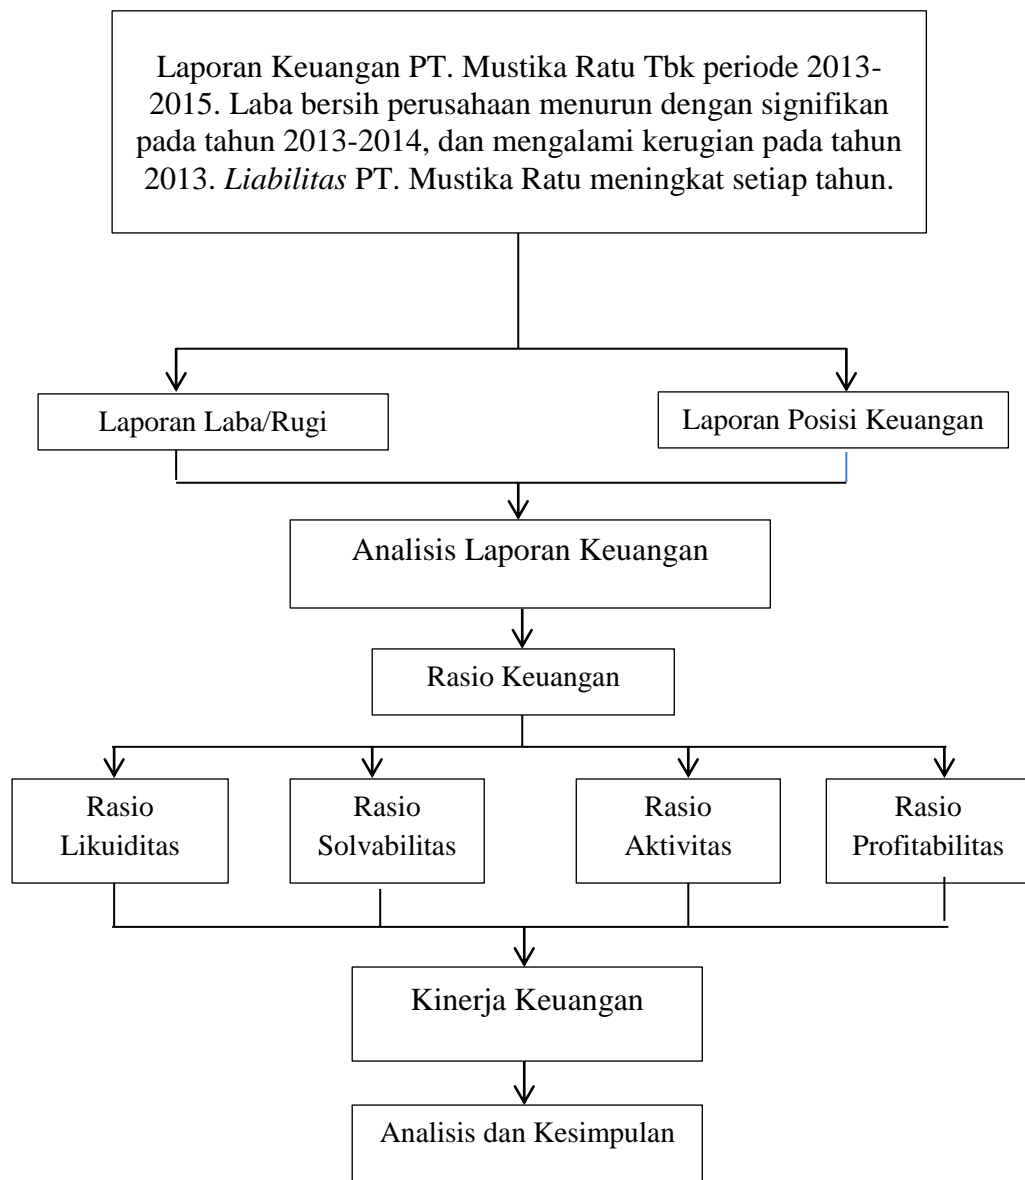 Laporan Keuangan PT. Mustika Ratu Tbk periode 2013-
2015. Laba bersih perusahaan menurun dengan signifikan
pada tahun 2013-2014, dan mengalami kerugian pada tahun
2013. Liabilitas PT. Mustika Ratu meningkat setiap tahun.
Laporan Laba/Rugi
Laporan Posisi Keuangan
Analisis Laporan Keuangan
Rasio Keuangan
Rasio
Likuiditas
Rasio
Solvabilitas
Rasio
Aktivitas
Rasio
Profitabilitas
Kinerja Keuangan
Analisis dan Kesimpulan